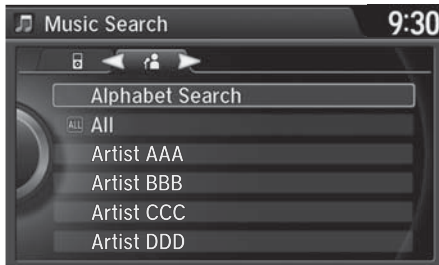 Music Search
9:30
Alphabet Search
ALL All
Artist AAA
Artist BBB
Artist CCC
Artist DDD